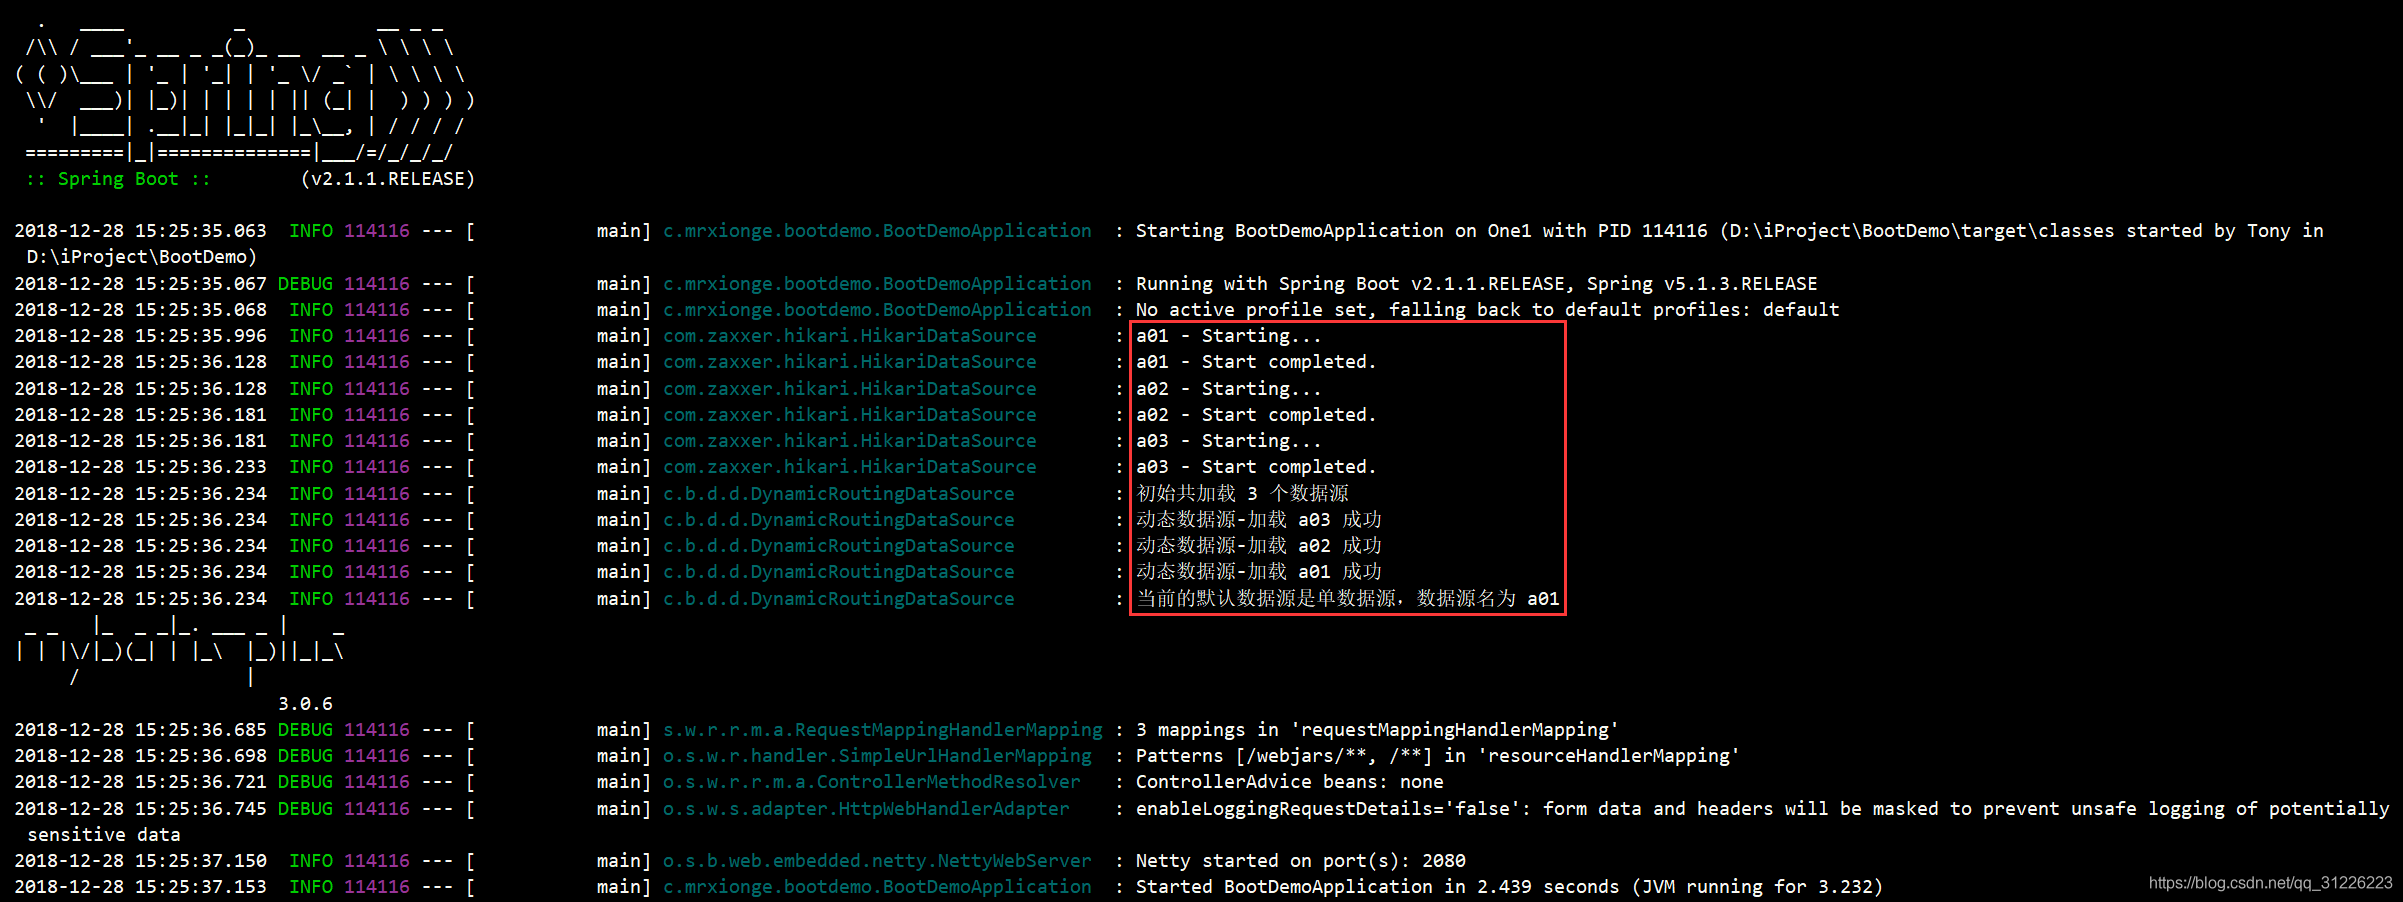 .   ____          _            __ _ _
 /\\ / ___'_ __ _ _(_)_ __  __ _ \ \ \ \
( ( )\___ | '_ | '_| | '_ \/ _` | \ \ \ \
 \\/  ___)| |_)| | | | | || (_| |  ) ) ) )
  '  |____| .__|_| |_|_| |_\__, | / / / /
 =========|_|==============|___/=/_/_/_/
 :: Spring Boot ::        (v2.1.1.RELEASE)
2018-12-28 15:25:35.063  INFO 114116 --- [           main] c.mrxionge.bootdemo.BootDemoApplication  : Starting BootDemoApplication on One1 with PID 114116 (D:\iProject\BootDemo\target\classes started by Tony in
 D:\iProject\BootDemo)
2018-12-28 15:25:35.067 DEBUG 114116 --- [           main] c.mrxionge.bootdemo.BootDemoApplication  : Running with Spring Boot v2.1.1.RELEASE, Spring v5.1.3.RELEASE
2018-12-28 15:25:35.068  INFO 114116 --- [           main] c.mrxionge.bootdemo.BootDemoApplication  : No active profile set, falling back to default profiles: default
2018-12-28 15:25:35.996  INFO 114116 --- [           main] com.zaxxer.hikari.HikariDataSource       : a01 - Starting...
2018-12-28 15:25:36.128  INFO 114116 --- [           main] com.zaxxer.hikari.HikariDataSource       : a01 - Start completed.
2018-12-28 15:25:36.128  INFO 114116 --- [           main] com.zaxxer.hikari.HikariDataSource       : a02 - Starting...
2018-12-28 15:25:36.181  INFO 114116 --- [           main] com.zaxxer.hikari.HikariDataSource       : a02 - Start completed.
2018-12-28 15:25:36.181  INFO 114116 --- [           main] com.zaxxer.hikari.HikariDataSource       : a03 - Starting...
2018-12-28 15:25:36.233  INFO 114116 --- [           main] com.zaxxer.hikari.HikariDataSource       : a03 - Start completed.
2018-12-28 15:25:36.234  INFO 114116 --- [           main] c.b.d.d.DynamicRoutingDataSource         : 初始共加载 3 个数据源
2018-12-28 15:25:36.234  INFO 114116 --- [           main] c.b.d.d.DynamicRoutingDataSource         : 动态数据源-加载 a03 成功
2018-12-28 15:25:36.234  INFO 114116 --- [           main] c.b.d.d.DynamicRoutingDataSource         : 动态数据源-加载 a02 成功
2018-12-28 15:25:36.234  INFO 114116 --- [           main] c.b.d.d.DynamicRoutingDataSource         : 动态数据源-加载 a01 成功
2018-12-28 15:25:36.234  INFO 114116 --- [           main] c.b.d.d.DynamicRoutingDataSource         : 当前的默认数据源是单数据源，数据源名为 a01
 _ _   |_  _ _|_. ___ _ |    _
| | |\/|_)(_| | |_\  |_)||_|_\
     /               |
                        3.0.6
2018-12-28 15:25:36.685 DEBUG 114116 --- [           main] s.w.r.r.m.a.RequestMappingHandlerMapping : 3 mappings in 'requestMappingHandlerMapping'
2018-12-28 15:25:36.698 DEBUG 114116 --- [           main] o.s.w.r.handler.SimpleUrlHandlerMapping  : Patterns [/webjars/**, /**] in 'resourceHandlerMapping'
2018-12-28 15:25:36.721 DEBUG 114116 --- [           main] o.s.w.r.r.m.a.ControllerMethodResolver   : ControllerAdvice beans: none
2018-12-28 15:25:36.745 DEBUG 114116 --- [           main] o.s.w.s.adapter.HttpWebHandlerAdapter    : enableLoggingRequestDetails='false': form data and headers will be masked to prevent unsafe logging of potentially
 sensitive data
2018-12-28 15:25:37.150  INFO 114116 --- [           main] o.s.b.web.embedded.netty.NettyWebServer  : Netty started on port(s): 2080
2018-12-28 15:25:37.153  INFO 114116 --- [           main] c.mrxionge.bootdemo.BootDemoApplication  : Started BootDemoApplication in 2.439 seconds (JVM running for 3.232)
https://blog.csdn.net/qq_31226223